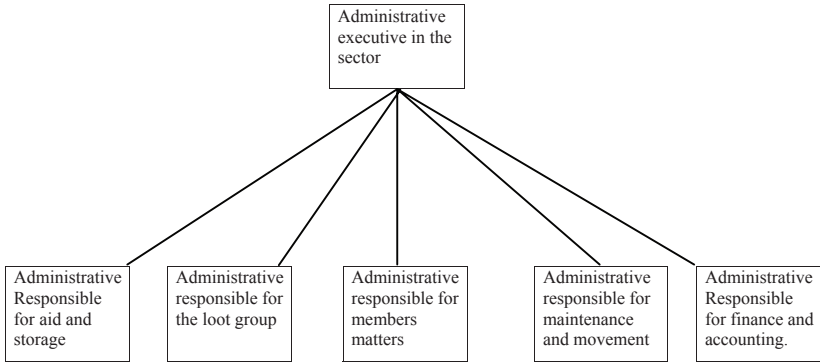 Administrative
executive in the
sector
Administrative
Responsible
for aid and
storage
Administrative
responsible for
the loot group
Administrative
responsible for
members
matters
Administrative
responsible for
maintenance
and movement
Administrative
Responsible
for finance and
accounting.